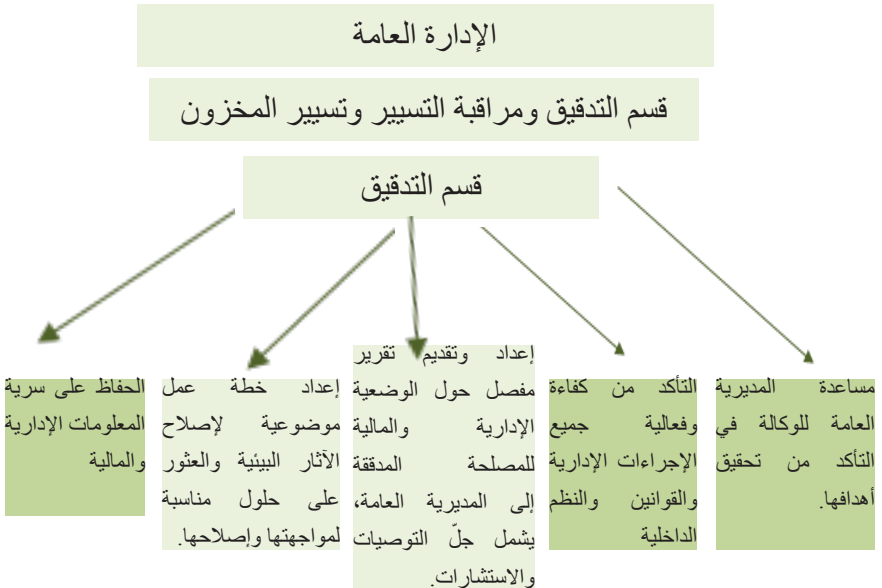 الإدارة العامة
قسم التدقيق ومراقبة التسيير وتسيير المخزون
قسم التدقيق
مساعدة المديرية
العامة للوكالة في
التأكد من تحقيق
أهدافها.
التأكد من كفاءة
وفعالية جميع
الإجراءات الإدارية
والقوانين والنظم
الداخلية
إعداد وتقديم تقرير
مفصل حول الوضعية
الإدارية والمالية
للمصلحة المدققة
إلى المديرية العامة،
يشمل جلّ التوصيات
والاستشارات.
إعداد خطة عمل
موضوعية لإصلاح
الآثار البيئية والعثور
على حلول مناسبة
لمواجهتها وإصلاحها.
الحفاظ على سرية
المعلومات الإدارية
والمالية